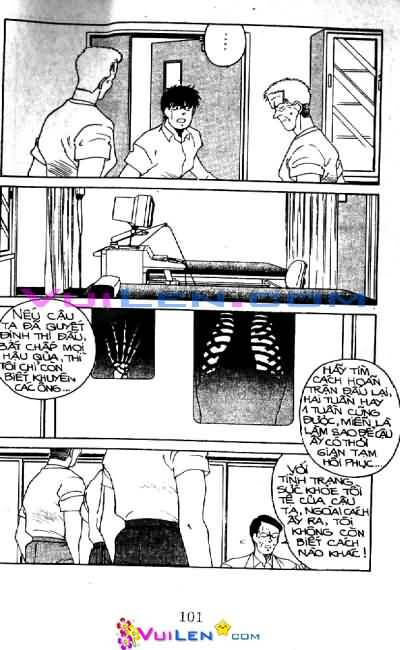 ...
VUILEN.COM
NẾU CẬU
TA ĐÃ QUYẾT
ĐỊNH THI ĐẤU,
BẤT CHẤP MỌI
HẬU QUẢ, THÌ
TÔI CHỈ CÒN
BIẾT KHUYÊN
CÁC ÔNG...
HÃY TÌM
CÁCH HOÃN
TRẬN ĐẤU LẠI,
HAI TUẦN HAY
1 TUẦN CŨNG
ĐƯỢC, MIỄN LÀ
LÀM SAO ĐỂ CẬU
ẤY CÓ THỜI
GIAN TẠM
HỒI PHỤC...
VỚI
TÌNH TRẠNG
SỨC KHỎE TỒI
TỆ CỦA CẬU
TA, NGOÀI CÁCH
ẤY RA, TÔI
KHÔNG CÒN
BIẾT CÁCH
NÀO KHÁC!
101
VUILEN.COM